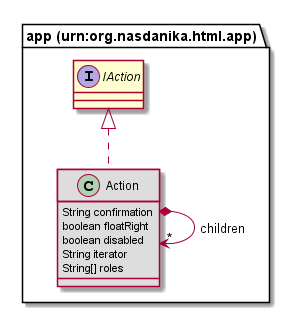 app (urn:org.nasdanika.html.app)
I IAction
C Action
String confirmation
boolean floatRight
boolean disabled
String iterator
String[] roles
children
*